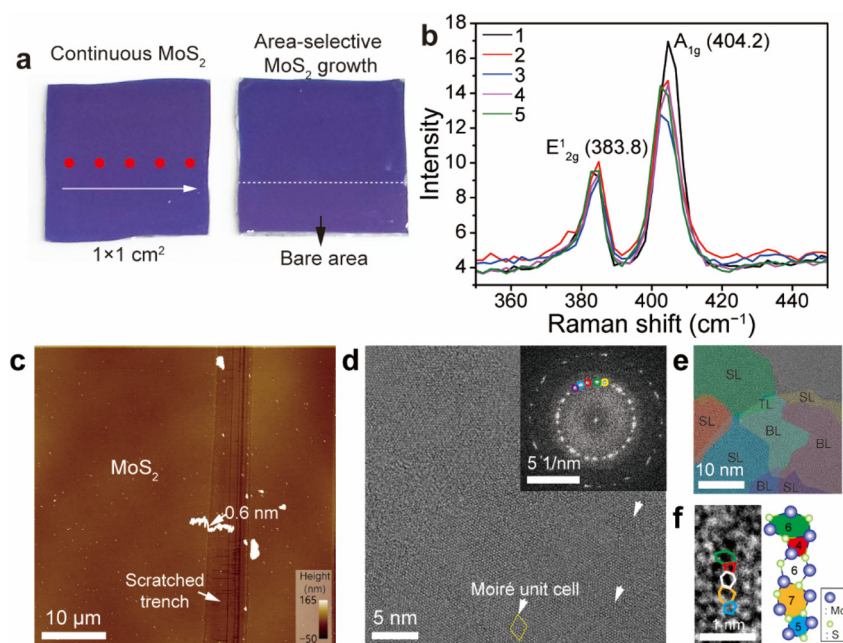 a
Continuous MoS₂
Area-selective
MoS₂ growth
1×1 cm²
Bare area
b
Intensity
18
16
14
12
10
8
6
4
1
2
3
4
5
E¹₂g (383.8)
A₁g (404.2)
360
380
400
420
440
Raman shift (cm⁻¹)
c
MoS₂
0.6 nm
Scratched
trench
10 µm
Height
(nm)
165
−50
d
5 1/nm
Moiré unit cell
5 nm
e
SL
TL
SL
SL
BL
BL
SL
BL
SL
10 nm
f
1 nm
6
4
6
7
5
: Mo
: S